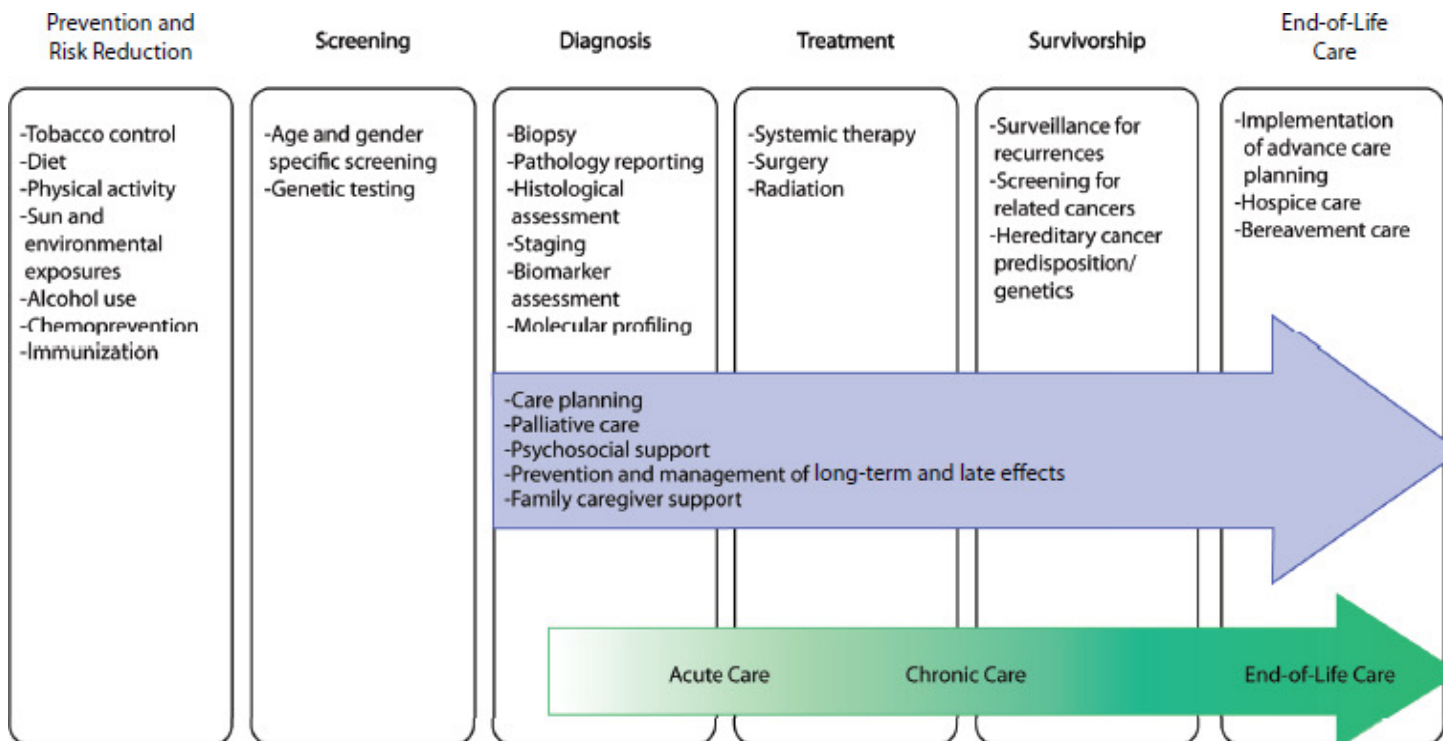 Prevention and
Risk Reduction
Screening
Diagnosis
Treatment
Survivorship
End-of-Life
Care
-Tobacco control
-Diet
-Physical activity
-Sun and
environmental
exposures
-Alcohol use
-Chemoprevention
-Immunization
-Age and gender
specific screening
-Genetic testing
-Biopsy
-Pathology reporting
-Histological
assessment
-Staging
-Biomarker
assessment
-Molecular profiling
-Systemic therapy
-Surgery
-Radiation
-Surveillance for
recurrences
-Screening for
related cancers
-Hereditary cancer
predisposition/
genetics
-Implementation
of advance care
planning
-Hospice care
-Bereavement care
-Care planning
-Palliative care
-Psychosocial support
-Prevention and management of long-term and late effects
-Family caregiver support
Acute Care
Chronic Care
End-of-Life Care